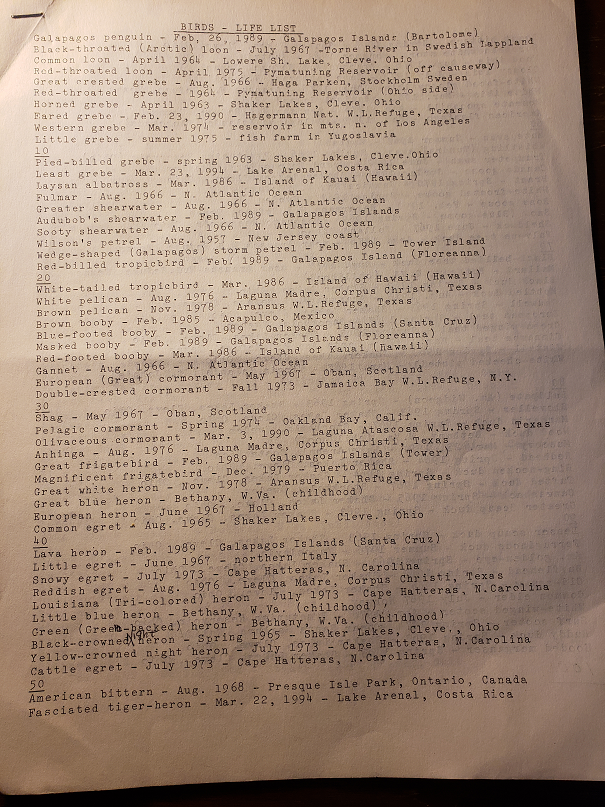 BIRDS - LIFE LIST
Galapagos penguin - Feb. 26, 1989 - Galapagos Islands (Bartolome)
Black-throated (Arctic) loon - July 1967 -Torne River in Swedish Lappland
Common loon - April 1964 - Lowere Sh. Lake, Cleve. Ohio
Red-throated loon - April 1975 - Pymatuning Reservoir (off causeway)
Great crested grebe - Aug. 1966 - Haga Parken, Stockholm Sweden
Red-throated grebe - 1964 - Pymatuning Reservoir (Ohio side)
Horned grebe - April 1963 - Shaker Lakes, Cleve. Ohio
Eared grebe - Feb. 23, 1990 - Hagermann Nat. W.L.Refuge, Texas
Western grebe - Mar. 1974 - reservoir in mts. n. of Los Angeles
Little grebe - summer 1975 - fish farm in Yugoslavia
10
Pied-billed grebe - spring 1963 - Shaker Lakes, Cleve.Ohio
Least grebe - Mar. 23, 1994 - Lake Arenal, Costa Rica
Laysan albatross - Mar. 1986 - Island of Kauai (Hawaii)
Fulmar - Aug. 1966 - N. Atlantic Ocean
Greater shearwater - Aug. 1966 - N. Atlantic Ocean
Audubob's shearwater - Feb. 1989 - Galapagos Islands
Sooty shearwater - Aug. 1966 - N. Atlantic Ocean
Wilson's petrel - Aug. 1957 - New Jersey coast
Wedge-shaped (Galapagos) storm petrel - Feb. 1989 - Tower Island
Red-billed tropicbird - Feb. 1989 - Galapagos Island (Floreanna)
20
White-tailed tropicbird - Mar. 1986 - Island of Hawaii (Hawaii)
White pelican - Aug. 1976 - Laguna Madre, Corpus Christi, Texas
Brown pelican - Nov. 1978 - Aransus W.L.Refuge, Texas
Brown booby - Feb. 1985 - Acapulco, Mexico
Blue-footed booby - Feb. 1989 - Galapagos Islands (Santa Cruz)
Masked booby - Feb. 1989 - Galapagos Islands (Floreanna)
Red-footed booby - Mar. 1986 - Island of Kauai (Hawaii)
Gannet - Aug. 1966 - N. Atlantic Ocean
European (Great) cormorant - May 1967 - Oban, Scotland
Double-crested cormorant - Fall 1973 - Jamaica Bay W.L.Refuge, N.Y.
30
Shag - May 1967 - Oban, Scotland
Pelagic cormorant - Spring 1974 - Oakland Bay, Calif.
Olivaceous cormorant - Mar. 3, 1990 - Laguna Atascosa W.L.Refuge, Texas
Anhinga - Aug. 1976 - Laguna Madre, Corpus Christi, Texas
Great frigatebird - Feb. 1989 - Galapagos Islands (Tower)
Magnificent frigatebird - Dec. 1979 - Puerto Rica
Great white heron - Nov. 1978 - Aransus W.L.Refuge, Texas
Great blue heron - Bethany, W.Va. (childhood)
European heron - June 1967 - Holland
Common egret - Aug. 1965 - Shaker Lakes, Cleve., Ohio
40
Lava heron - Feb. 1989 - Galapagos Islands (Santa Cruz)
Little egret - June 1967 - northern Italy
Snowy egret - July 1973 - Cape Hatteras, N. Carolina
Reddish egret - Aug. 1976 - Laguna Madre, Corpus Christi, Texas
Louisiana (Tri-colored) heron - July 1973 - Cape Hatteras, N.Carolina
Little blue heron - Bethany, W.Va. (childhood)
Green (Green-backed) heron - Bethany, W.Va. (childhood)
Black-crowned Night Heron - Spring 1965 - Shaker Lakes, Cleve., Ohio
Yellow-crowned night heron - July 1973 - Cape Hatteras, N.Carolina
Cattle egret - July 1973 - Cape Hatteras, N.Carolina
50
American bittern - Aug. 1968 - Presque Isle Park, Ontario, Canada
Fasciated tiger-heron - Mar. 22, 1994 - Lake Arenal, Costa Rica